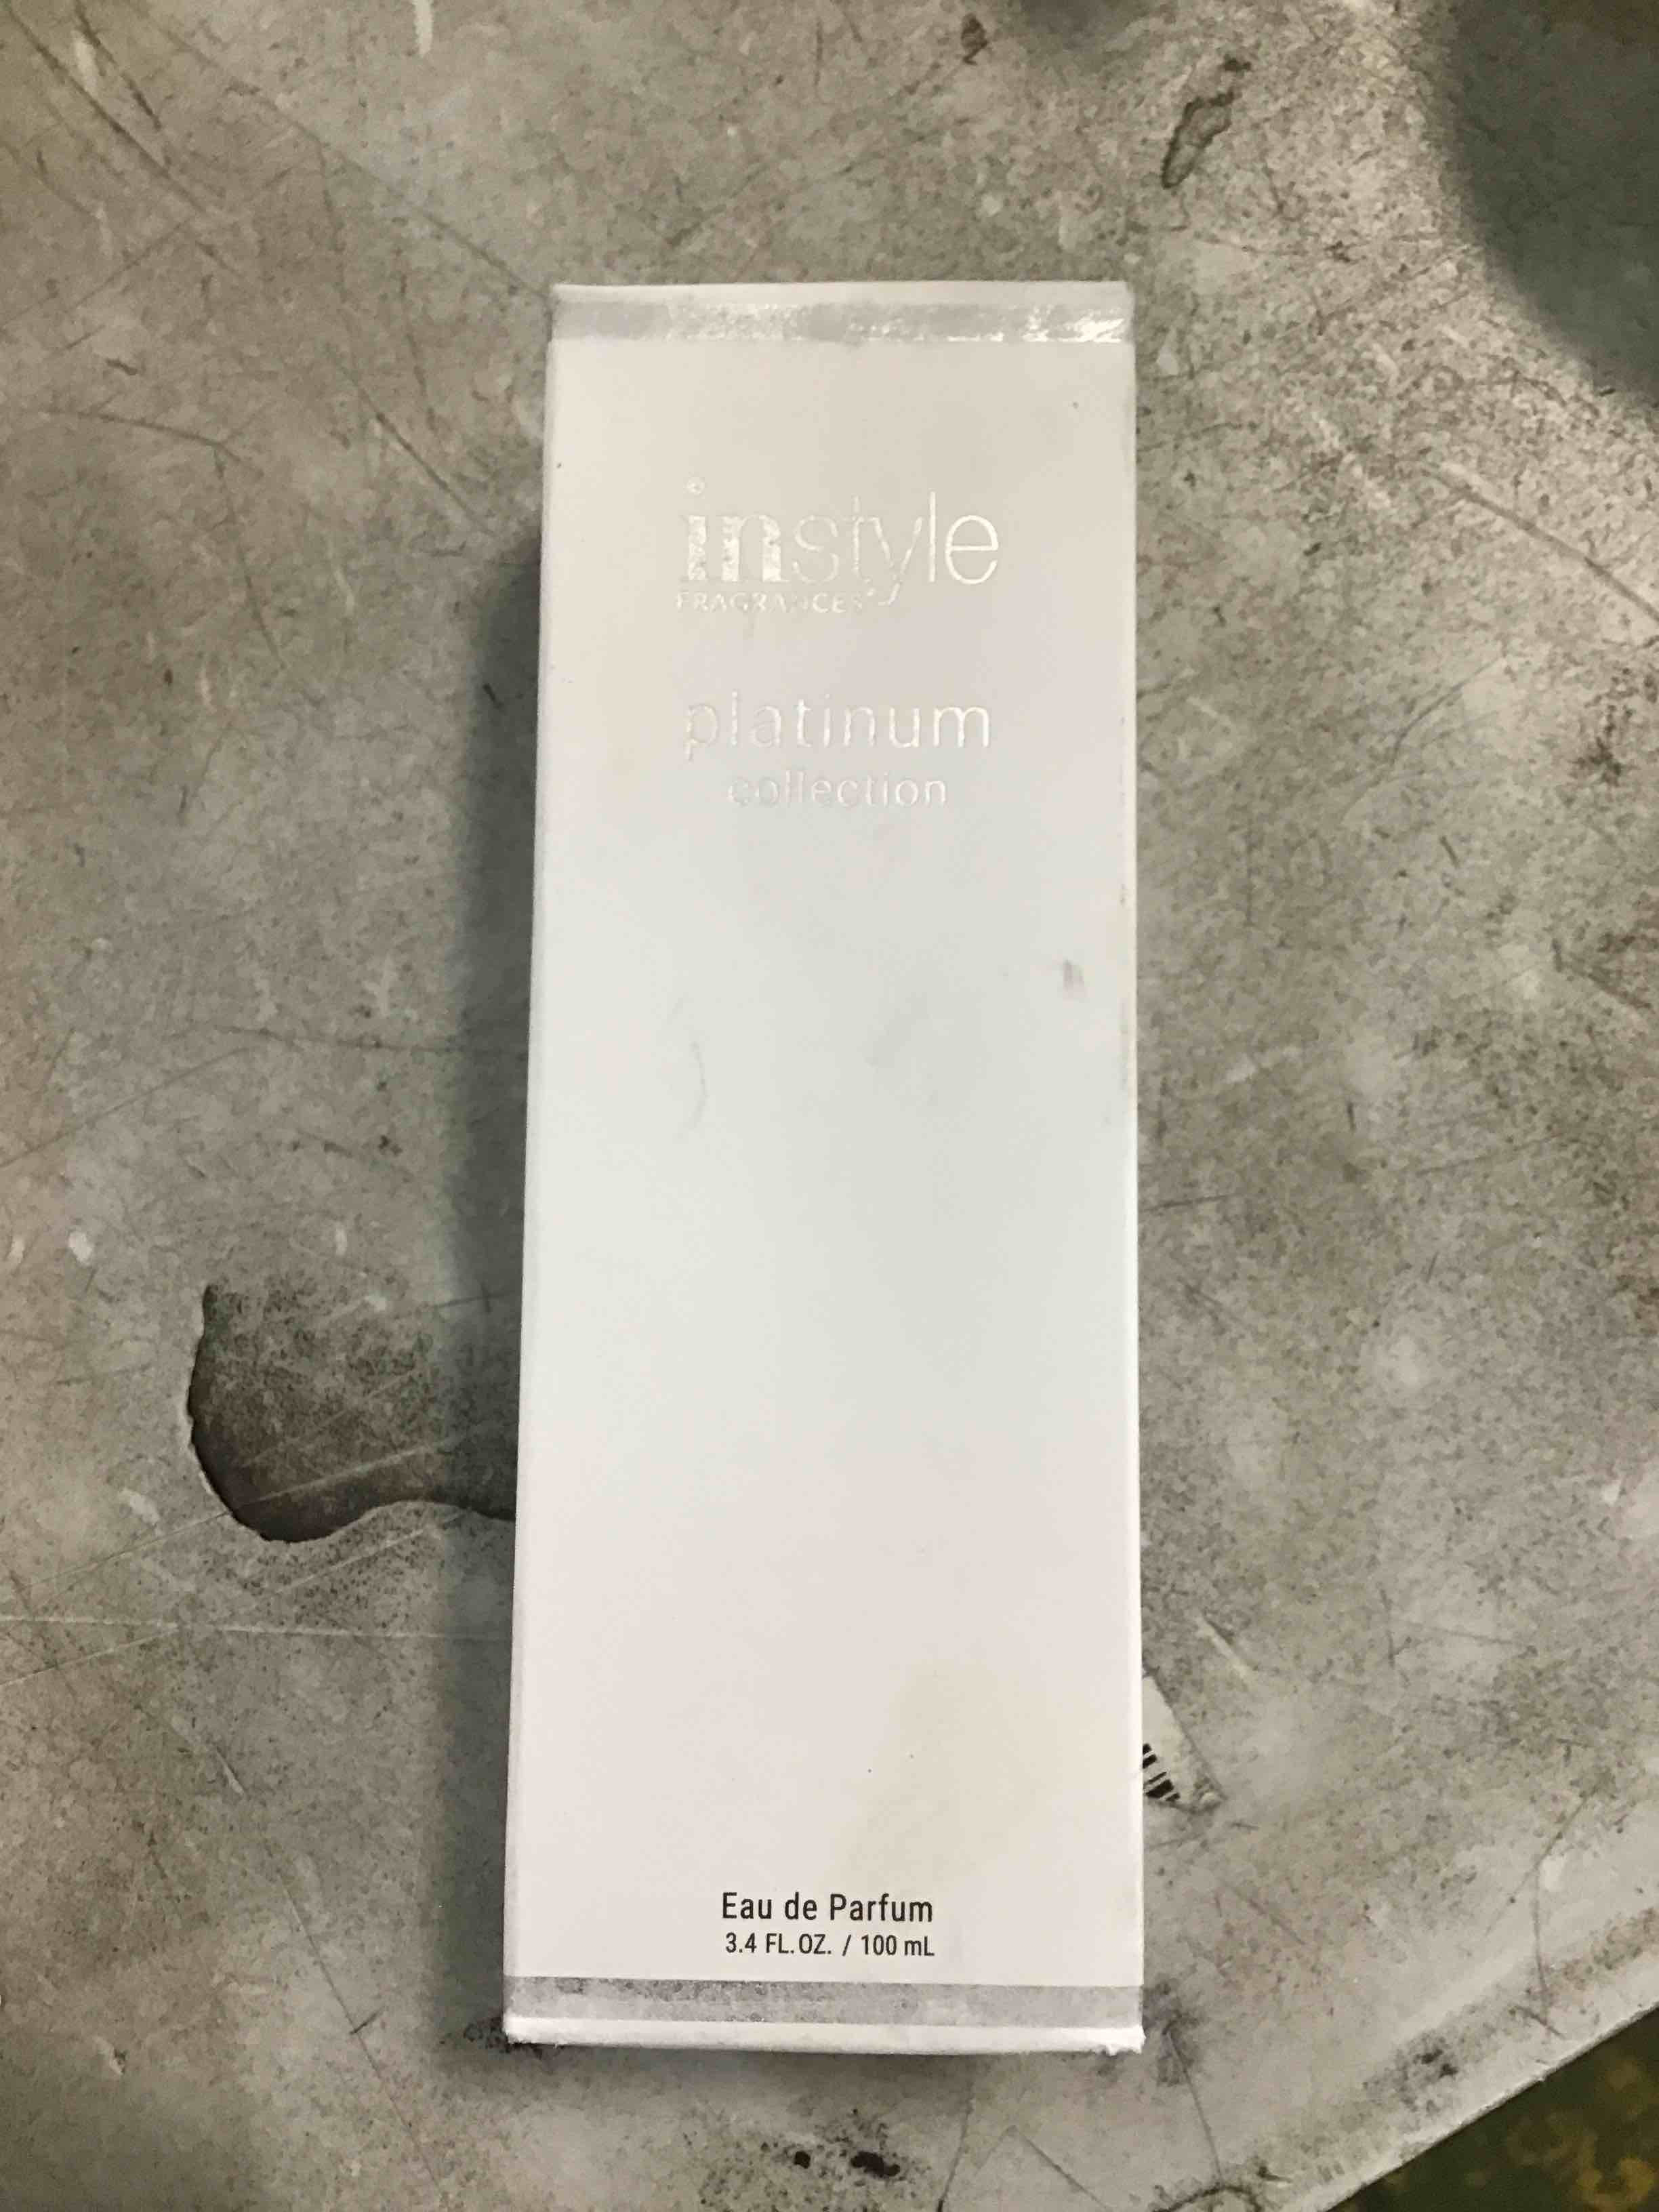 instyle
FRAGRANCES
platinum
collection
Eau de Parfum
3.4 FL.OZ. / 100 mL